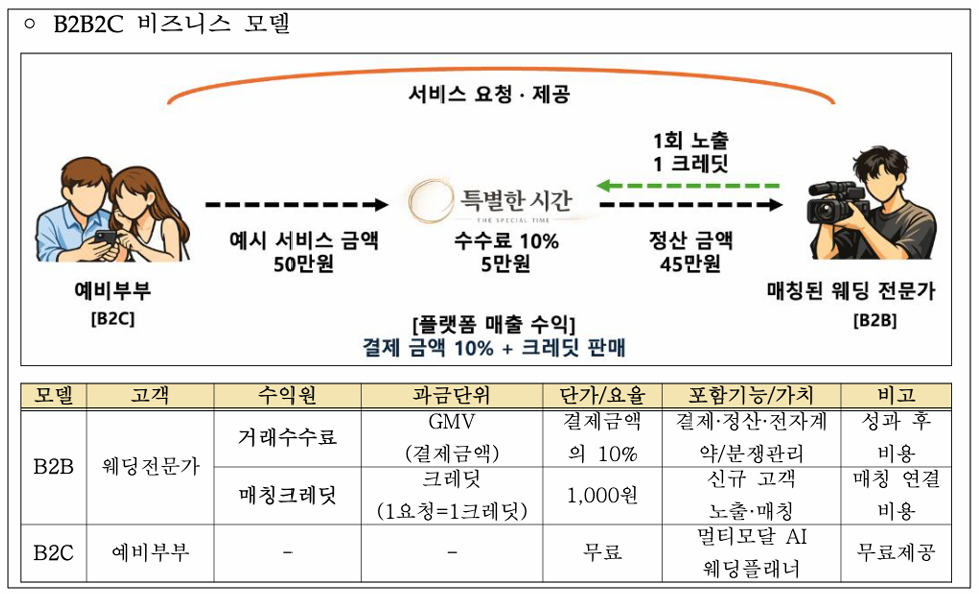 ○ B2B2C 비즈니스 모델
서비스 요청 · 제공
1회 노출
1 크레딧
특별한 시간
THE SPECIAL TIME
예시 서비스 금액
50만원
수수료 10%
5만원
정산 금액
45만원
예비부부
[B2C]
매칭된 웨딩 전문가
[B2B]
[플랫폼 매출 수익]
결제 금액 10% + 크레딧 판매
모델 고객 수익원 과금단위 단가/요율 포함기능/가치 비고
B2B 웨딩전문가 거래수수료 GMV (결제금액) 결제금액의 10% 결제·정산·전자계약/분쟁관리 성과 후 비용
매칭크레딧 크레딧 (1요청=1크레딧) 1,000원 신규 고객 노출·매칭 매칭 연결 비용
B2C 예비부부 - - 무료 멀티모달 AI 웨딩플래너 무료제공